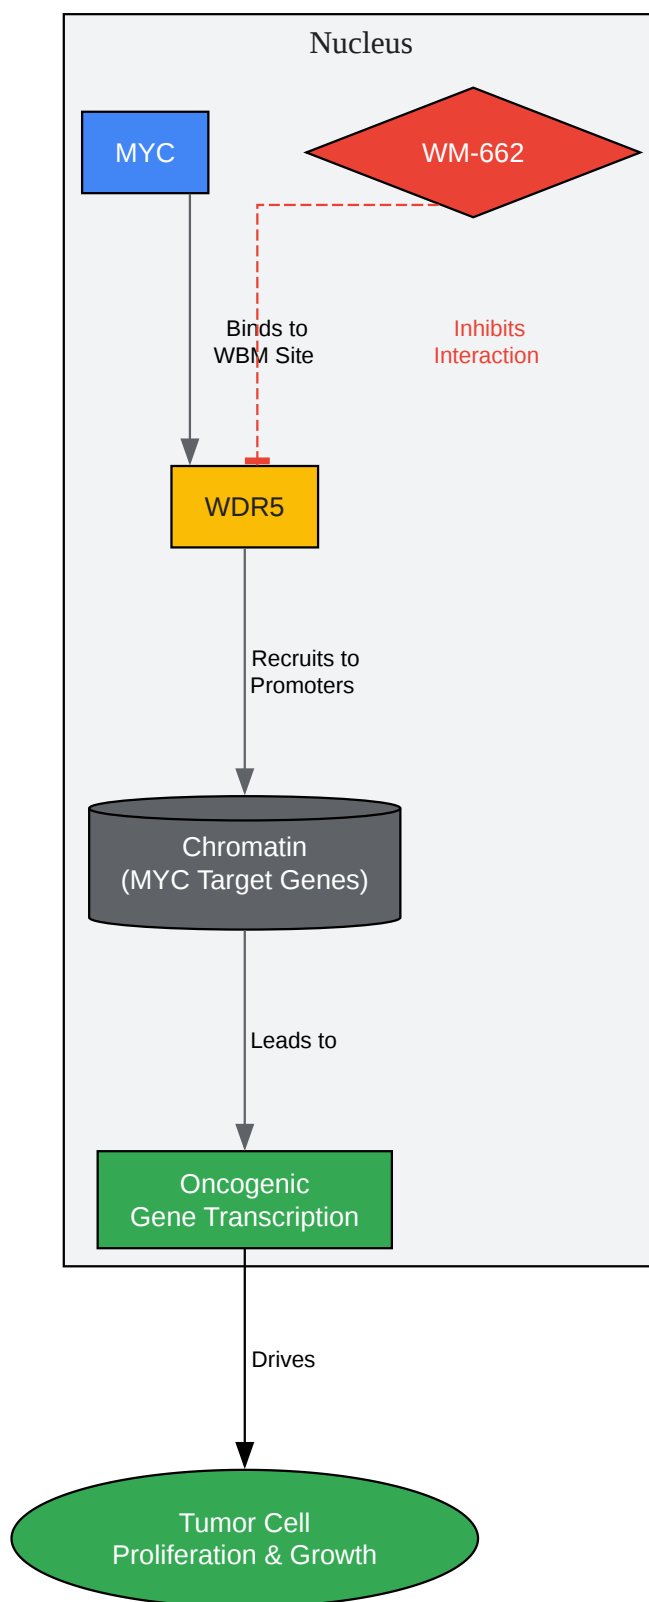 Nucleus
MYC
WM-662
Binds to
WBM Site
Inhibits
Interaction
WDR5
Recruits to
Promoters
Chromatin
(MYC Target Genes)
Leads to
Oncogenic
Gene Transcription
Drives
Tumor Cell
Proliferation & Growth